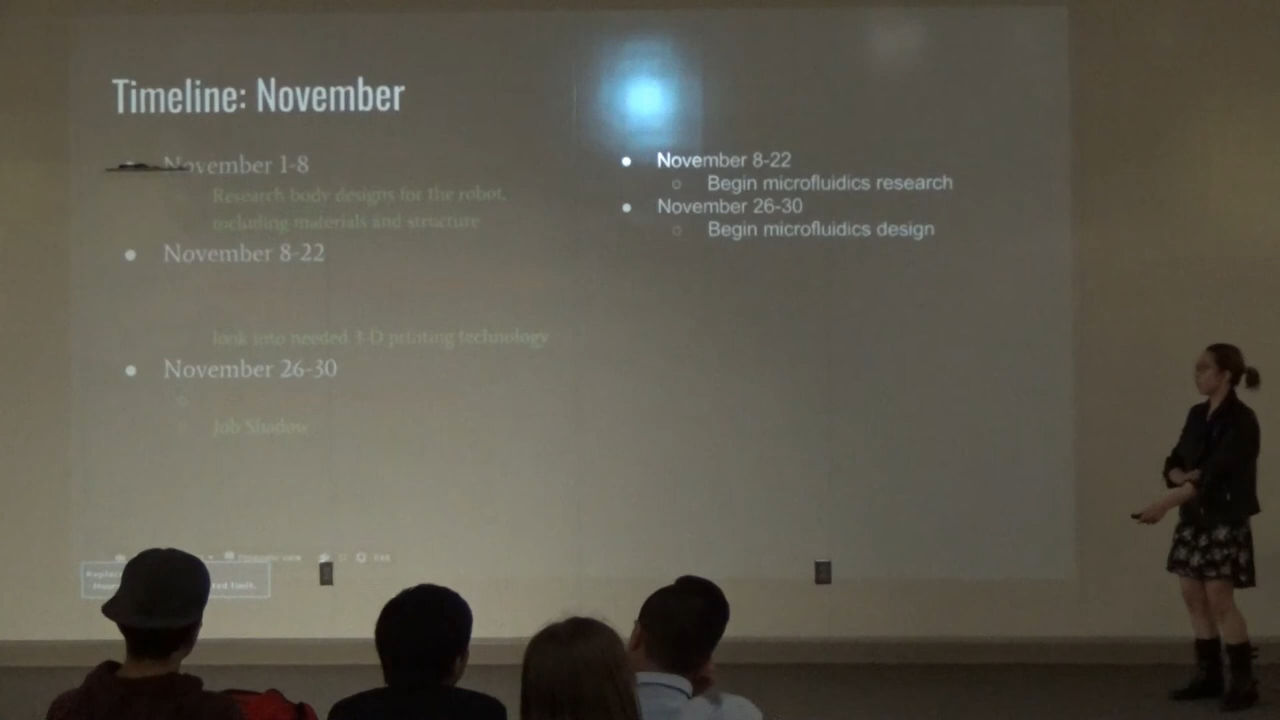 Timeline: November
November 1-8
Research body designs for the robot,
including materials and structure
November 8-22
look into needed 3-D printing technology
November 26-30
Job Shadow
November 8-22
Begin microfluidics research
November 26-30
Begin microfluidics design